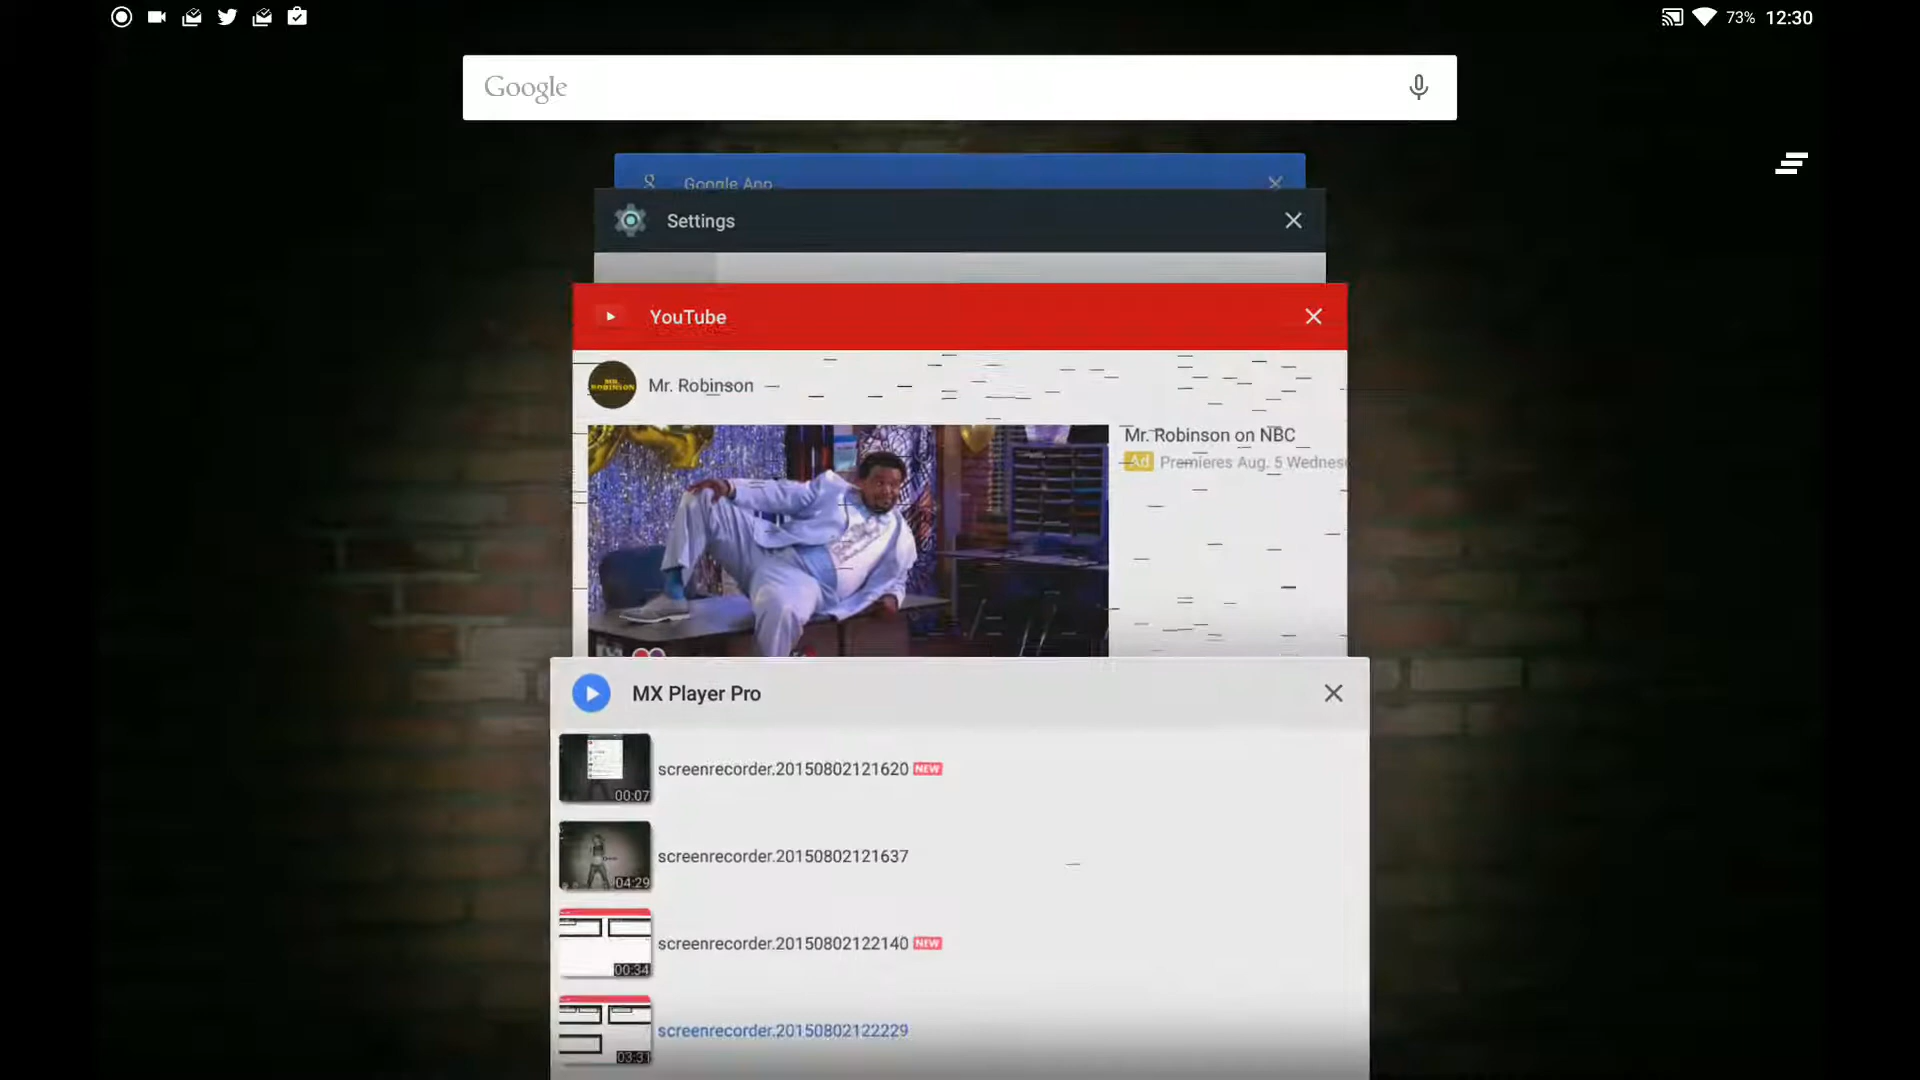 73% 12:30
Google
Google App
Settings
YouTube
MR. ROBINSON
Mr. Robinson
Mr. Robinson on NBC
Ad Premieres Aug. 5
MX Player Pro
screenrecorder.20150802121620 NEW
00:07
screenrecorder.20150802121637
04:29
screenrecorder.20150802122140 NEW
00:34
screenrecorder.20150802122229
03:31